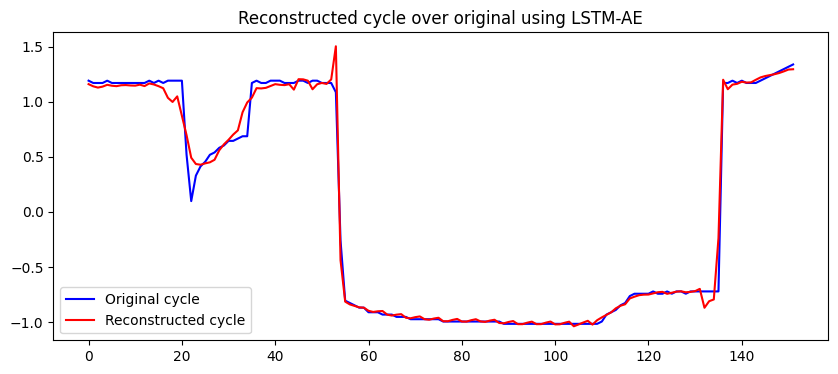 Reconstructed cycle over original using LSTM-AE
1.5
1.0
0.5
0.0
−0.5
−1.0
Original cycle
Reconstructed cycle
0 20 40 60 80 100 120 140